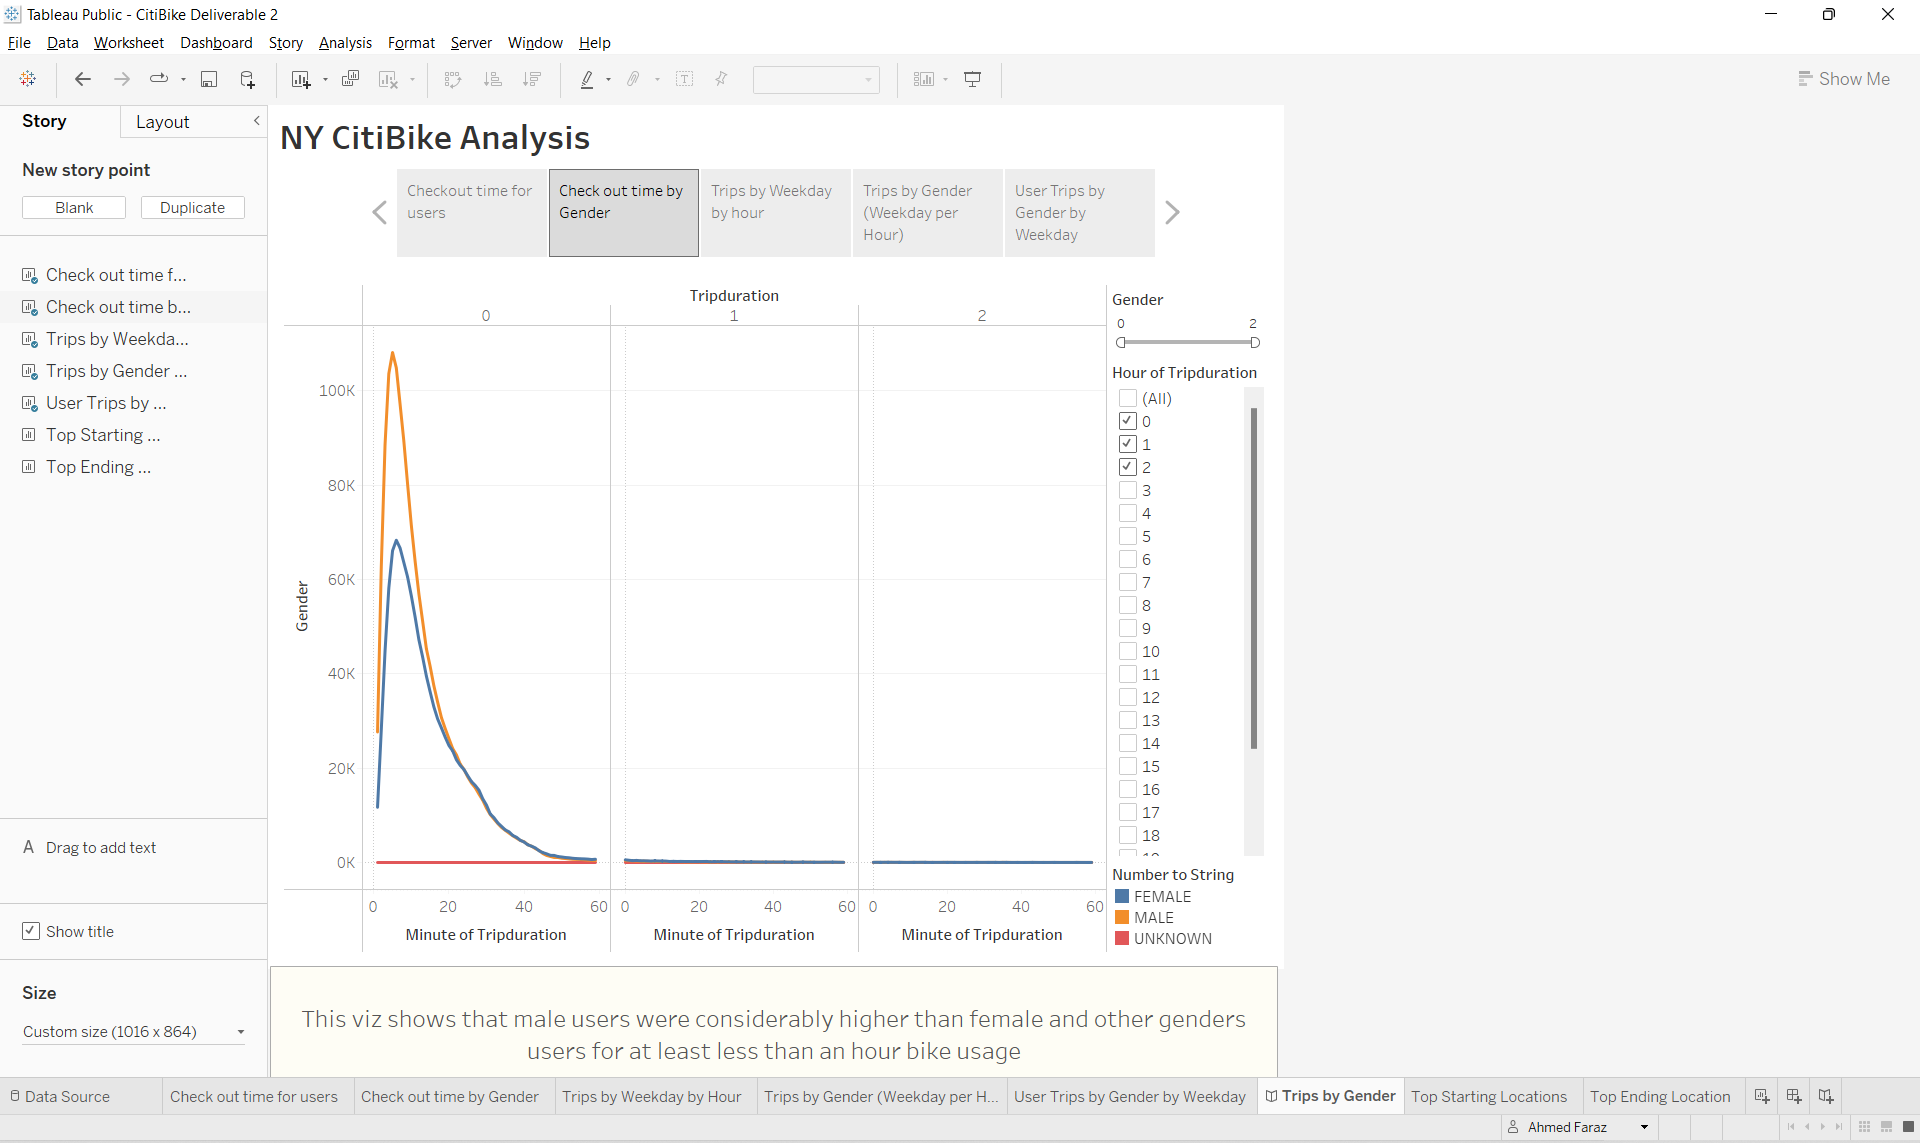 Tableau Public - CitiBike Deliverable 2
File Data Worksheet Dashboard Story Analysis Format Server Window Help
Show Me
Story Layout
New story point
Blank Duplicate
Check out time f...
Check out time b...
Trips by Weekda...
Trips by Gender ...
User Trips by ...
Top Starting ...
Top Ending ...
A Drag to add text
Show title
Size
Custom size (1016 x 864)
NY CitiBike Analysis
Checkout time for
users
Check out time by
Gender
Trips by Weekday
by hour
Trips by Gender
(Weekday per
Hour)
User Trips by
Gender by
Weekday
Tripduration
0 1 2
100K
80K
60K
40K
20K
0K
Gender
0 20 40 60 0 20 40 60 0 20 40 60
Minute of Tripduration Minute of Tripduration Minute of Tripduration
Gender
0 2
Hour of Tripduration
(All)
0
1
2
3
4
5
6
7
8
9
10
11
12
13
14
15
16
17
18
Number to String
FEMALE
MALE
UNKNOWN
This viz shows that male users were considerably higher than female and other genders
users for at least less than an hour bike usage
Data Source Check out time for users Check out time by Gender Trips by Weekday by Hour Trips by Gender (Weekday per H... User Trips by Gender by Weekday Trips by Gender Top Starting Locations Top Ending Location
Ahmed Faraz